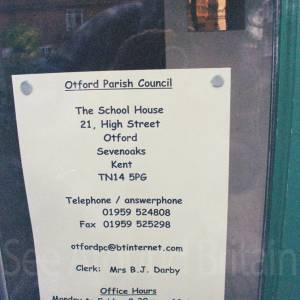 Otford Parish Council
The School House
21, High Street
Otford
Sevenoaks
Kent
TN14 5PG
Telephone / answerphone
01959 524808
Fax 01959 525298
otfordpc@btinternet.com
Clerk: Mrs B.J. Darby
Office Hours